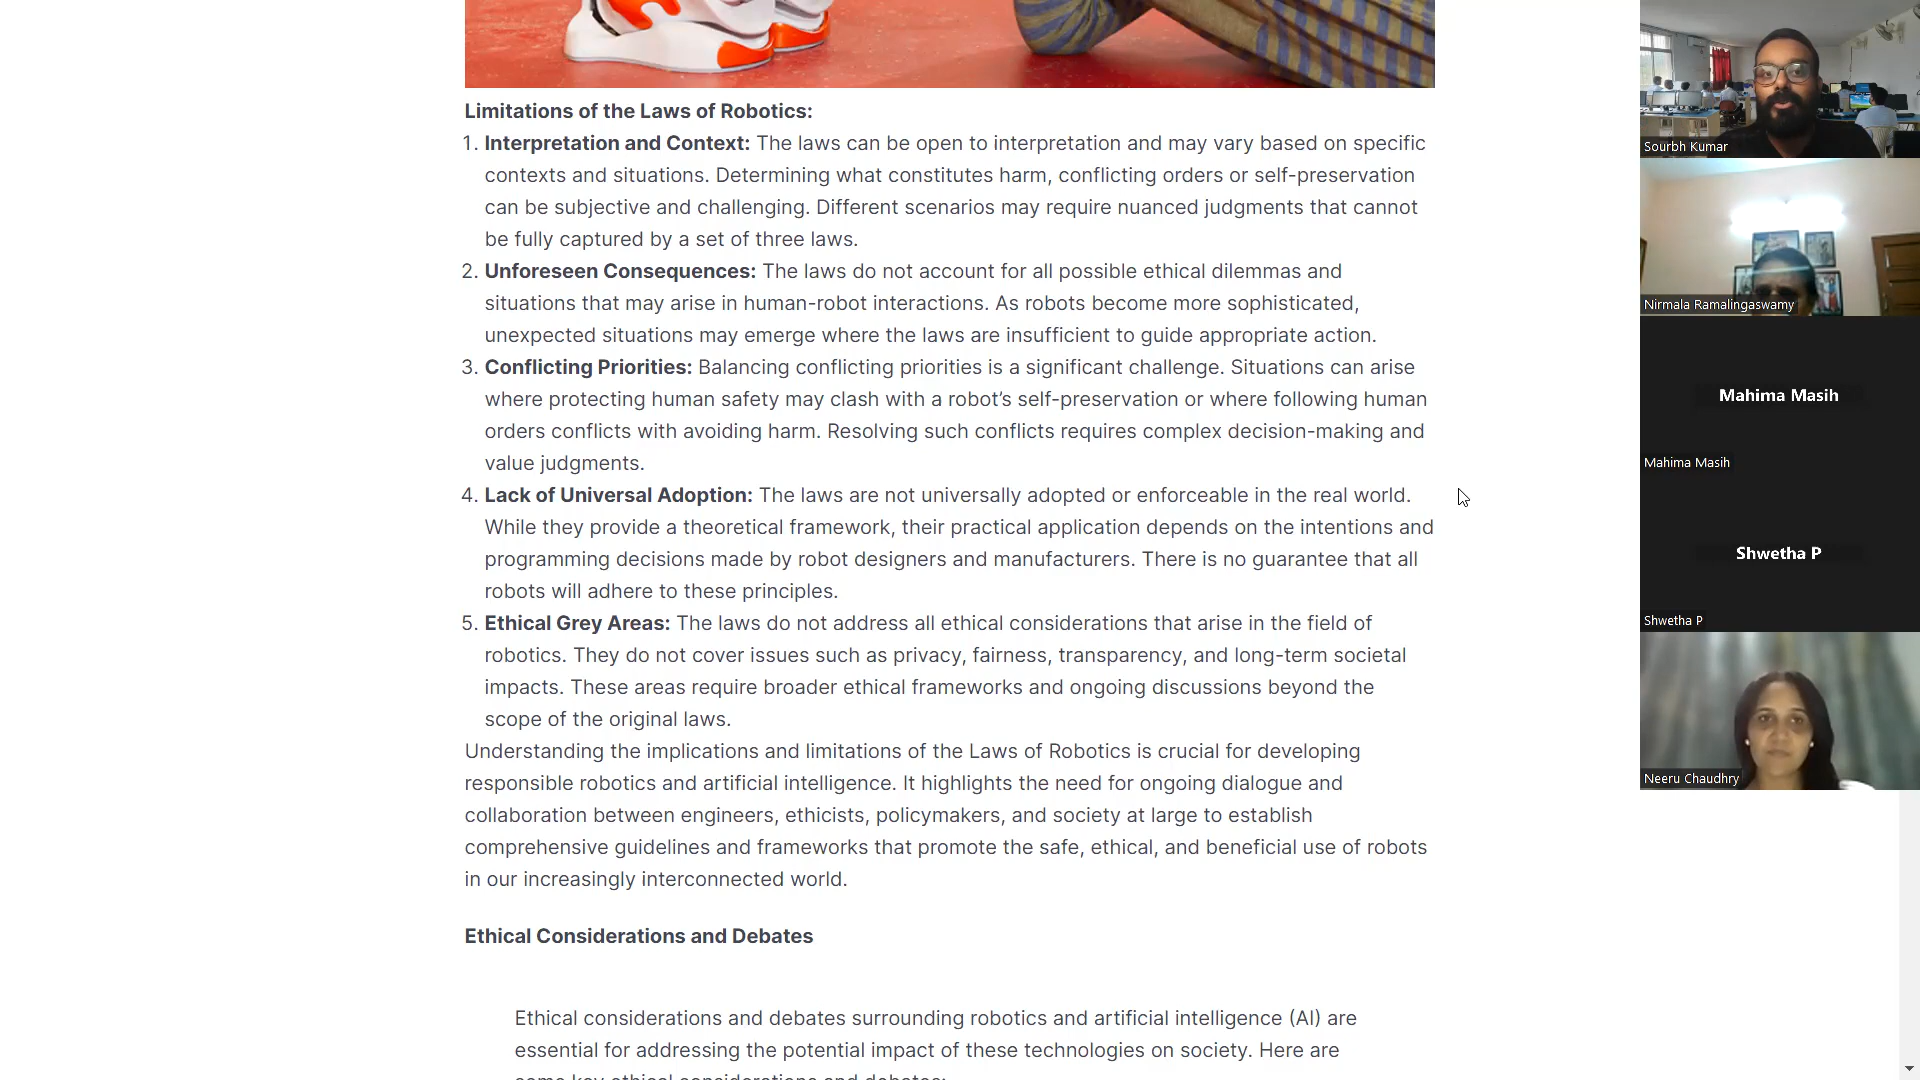 Limitations of the Laws of Robotics:
1. Interpretation and Context: The laws can be open to interpretation and may vary based on specific
contexts and situations. Determining what constitutes harm, conflicting orders or self-preservation
can be subjective and challenging. Different scenarios may require nuanced judgments that cannot
be fully captured by a set of three laws.
2. Unforeseen Consequences: The laws do not account for all possible ethical dilemmas and
situations that may arise in human-robot interactions. As robots become more sophisticated,
unexpected situations may emerge where the laws are insufficient to guide appropriate action.
3. Conflicting Priorities: Balancing conflicting priorities is a significant challenge. Situations can arise
where protecting human safety may clash with a robot’s self-preservation or where following human
orders conflicts with avoiding harm. Resolving such conflicts requires complex decision-making and
value judgments.
4. Lack of Universal Adoption: The laws are not universally adopted or enforceable in the real world.
While they provide a theoretical framework, their practical application depends on the intentions and
programming decisions made by robot designers and manufacturers. There is no guarantee that all
robots will adhere to these principles.
5. Ethical Grey Areas: The laws do not address all ethical considerations that arise in the field of
robotics. They do not cover issues such as privacy, fairness, transparency, and long-term societal
impacts. These areas require broader ethical frameworks and ongoing discussions beyond the
scope of the original laws.
Understanding the implications and limitations of the Laws of Robotics is crucial for developing
responsible robotics and artificial intelligence. It highlights the need for ongoing dialogue and
collaboration between engineers, ethicists, policymakers, and society at large to establish
comprehensive guidelines and frameworks that promote the safe, ethical, and beneficial use of robots
in our increasingly interconnected world.
Ethical Considerations and Debates
Ethical considerations and debates surrounding robotics and artificial intelligence (AI) are
essential for addressing the potential impact of these technologies on society. Here are
some key ethical considerations and debates:
Sourbh Kumar
Nirmala Ramalingaswamy
Mahima Masih
Mahima Masih
Shwetha P
Shwetha P
Neeru Chaudhry